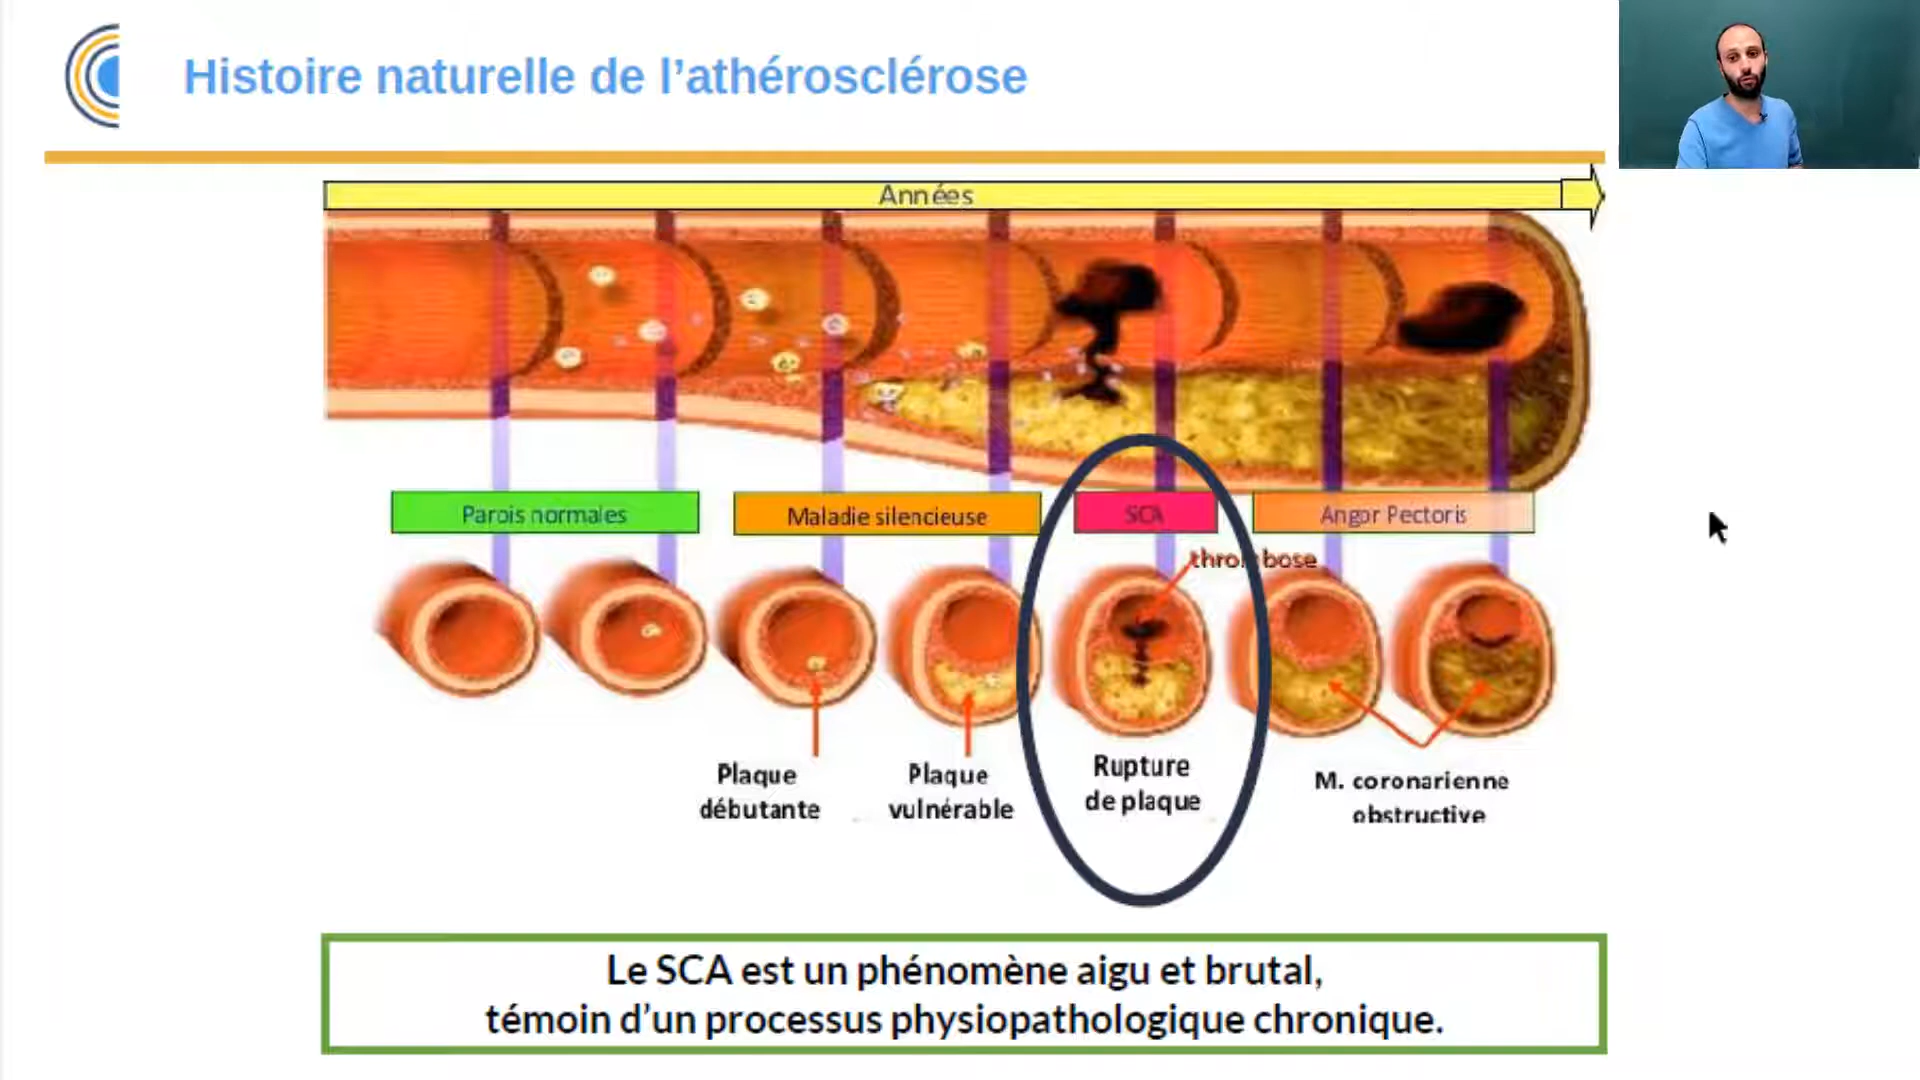 Histoire naturelle de l’athérosclérose
Années
Parois normales
Maladie silencieuse
SCA
Angor Pectoris
thrombose
Plaque
débutante
Plaque
vulnérable
Rupture
de plaque
M. coronarienne
obstructive
Le SCA est un phénomène aigu et brutal,
témoin d’un processus physiopathologique chronique.